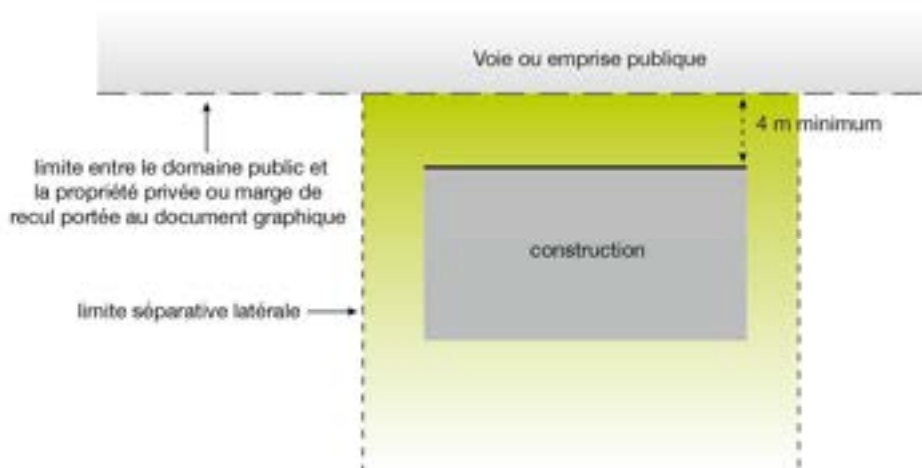 Voie ou emprise publique
4 m minimum
limite entre le domaine public et
la propriété privée ou marge de
recul portée au document graphique
construction
limite séparative latérale